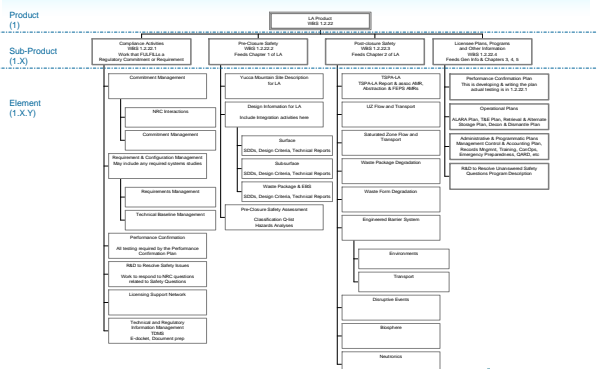 Product
(1)
LA Product
WBS 1.2.22
Sub-Product
(1.X)
Compliance Activities
WBS 1.2.22.1
Work that FULFILLs a
Regulatory Commitment or Requirement
Pre-Closure Safety
WBS 1.2.22.2
Feeds Chapter 1 of LA
Post-closure Safety
WBS 1.2.22.3
Feeds Chapter 2 of LA
License Plans, Programs
and Other Information
WBS 1.2.22.4
Feeds Gen Info & Chapters 3, 4, 5
Element
(1.X.Y)
Commitment Management
NRC Interactions
Commitment Management
Requirement & Configuration Management
May include any required systems studies
Requirements Management
Technical Baseline Management
Performance Confirmation
All testing required by the Performance
Confirmation Plan
R&D to Resolve Safety Issues
Work to respond to NRC questions
related to Safety Questions
Licensing Support Network
Technical and Regulatory
Information Management
TDMS
E-docket, Document prep
Yucca Mountain Site Description
for LA
Design Information for LA
Include Integration activities here
Surface
SDDs, Design Criteria, Technical Reports
Subsurface
SDDs, Design Criteria, Technical Reports
Waste Package & EBS
SDDs, Design Criteria, Technical Reports
Pre-Closure Safety Assessment
Classification Q-list
Hazards Analyses
TSPA-LA
TSPA-LA Report & assoc AMR,
Abstraction & FEPS AMRs
UZ Flow and Transport
Saturated Zone Flow and
Transport
Waste Package Degradation
Waste Form Degradation
Engineered Barrier System
Environments
Transport
Disruptive Events
Biosphere
Neutronics
Performance Confirmation Plan
This is developing & writing the plan
actual testing is in 1.2.22.1
Operational Plans
ALARA Plan, T&E Plan, Retrieval & Alternate
Storage Plan, Decon & Dismantle Plan
Administrative & Programmatic Plans
Management Control & Accounting Plan,
Records Mngmt, Training, ConOps,
Emergency Preparedness, QARD, etc
R&D to Resolve Unanswered Safety
Questions Program Description